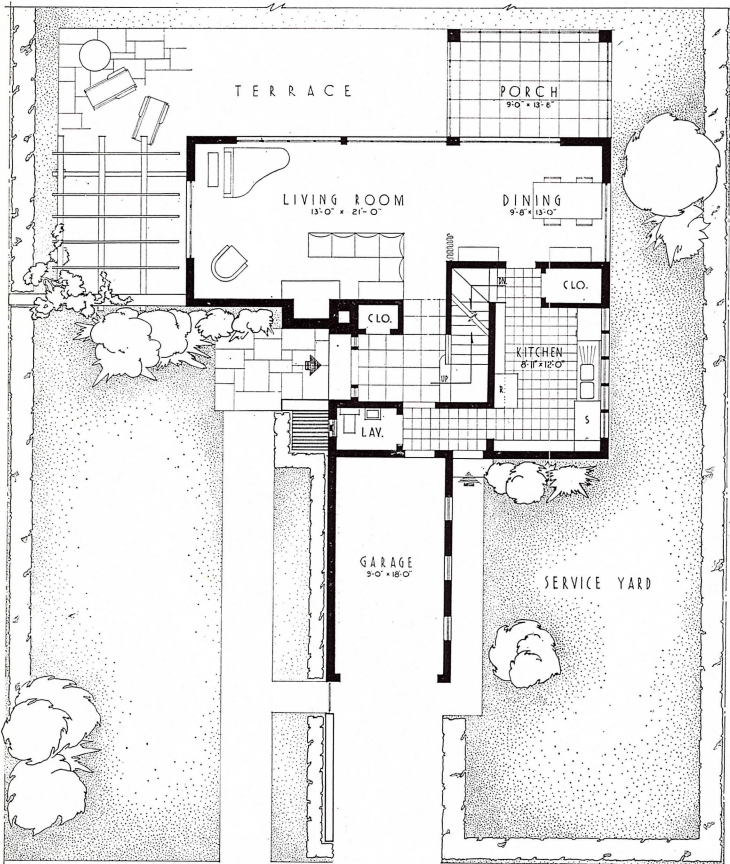 TERRACE
PORCH
9'-0" × 13'-8"
LIVING ROOM
13'-0" × 21'-0"
DINING
9'-8" × 13'-0"
DN.
CLO.
CLO.
KITCHEN
8'-11" × 12'-0"
UP
R.
LAV.
S
GARAGE
9'-0" × 18'-0"
SERVICE YARD